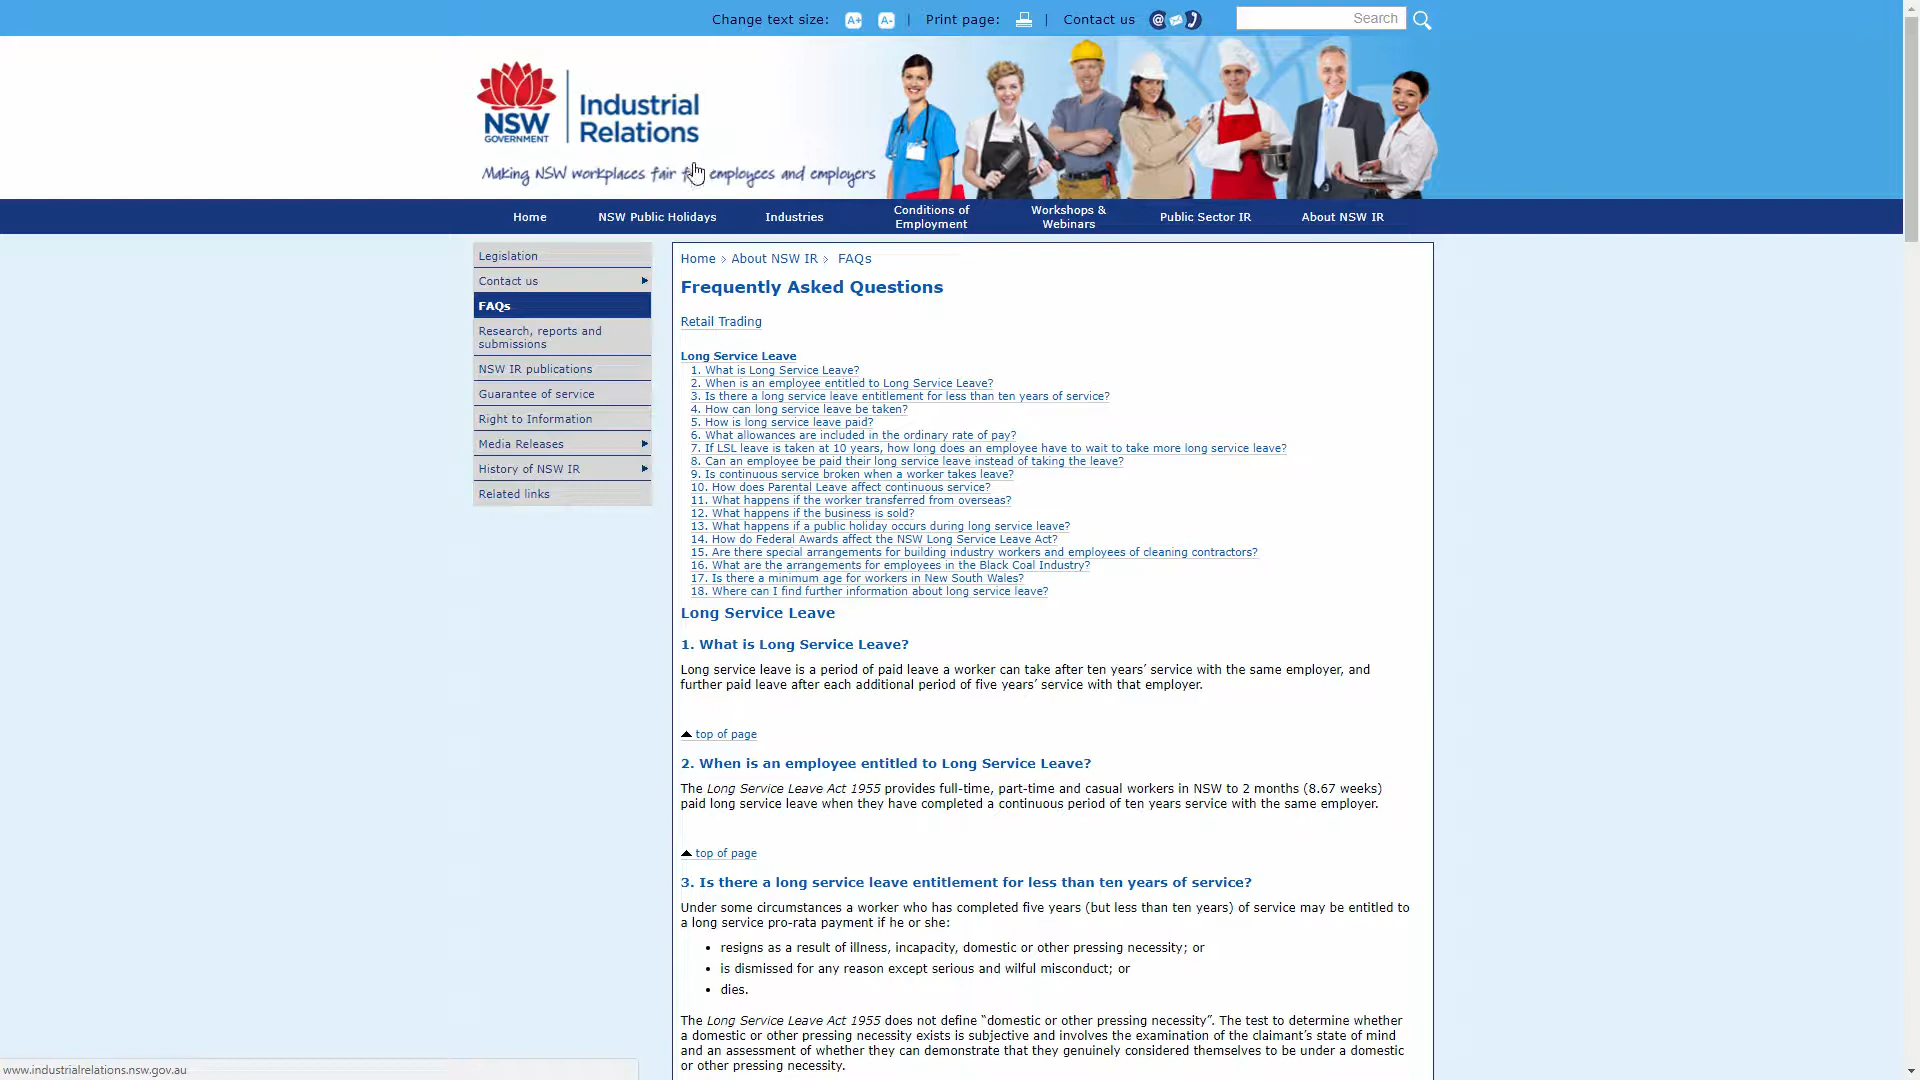 Change text size: A+ A- | Print page: | Contact us
Search
NSW
GOVERNMENT
Industrial
Relations
Making NSW workplaces fair for employees and employers
Home
NSW Public Holidays
Industries
Conditions of
Employment
Workshops &
Webinars
Public Sector IR
About NSW IR
Legislation
Contact us
FAQs
Research, reports and
submissions
NSW IR publications
Guarantee of service
Right to Information
Media Releases
History of NSW IR
Related links
Home > About NSW IR > FAQs
Frequently Asked Questions
Retail Trading
Long Service Leave
1. What is Long Service Leave?
2. When is an employee entitled to Long Service Leave?
3. Is there a long service leave entitlement for less than ten years of service?
4. How can long service leave be taken?
5. How is long service leave paid?
6. What allowances are included in the ordinary rate of pay?
7. If LSL leave is taken at 10 years, how long does an employee have to wait to take more long service leave?
8. Can an employee be paid their long service leave instead of taking the leave?
9. Is continuous service broken when a worker takes leave?
10. How does Parental Leave affect continuous service?
11. What happens if the worker transferred from overseas?
12. What happens if the business is sold?
13. What happens if a public holiday occurs during long service leave?
14. How do Federal Awards affect the NSW Long Service Leave Act?
15. Are there special arrangements for building industry workers and employees of cleaning contractors?
16. What are the arrangements for employees in the Black Coal Industry?
17. Is there a minimum age for workers in New South Wales?
18. Where can I find further information about long service leave?
Long Service Leave
1. What is Long Service Leave?
Long service leave is a period of paid leave a worker can take after ten years’ service with the same employer, and
further paid leave after each additional period of five years’ service with that employer.
top of page
2. When is an employee entitled to Long Service Leave?
The Long Service Leave Act 1955 provides full-time, part-time and casual workers in NSW to 2 months (8.67 weeks)
paid long service leave when they have completed a continuous period of ten years service with the same employer.
top of page
3. Is there a long service leave entitlement for less than ten years of service?
Under some circumstances a worker who has completed five years (but less than ten years) of service may be entitled to
a long service pro-rata payment if he or she:
• resigns as a result of illness, incapacity, domestic or other pressing necessity; or
• is dismissed for any reason except serious and wilful misconduct; or
• dies.
The Long Service Leave Act 1955 does not define “domestic or other pressing necessity”. The test to determine whether
a domestic or other pressing necessity exists is subjective and involves the examination of the claimant’s state of mind
and an assessment of whether they can demonstrate that they genuinely considered themselves to be under a domestic
or other pressing necessity.
www.industrialrelations.nsw.gov.au